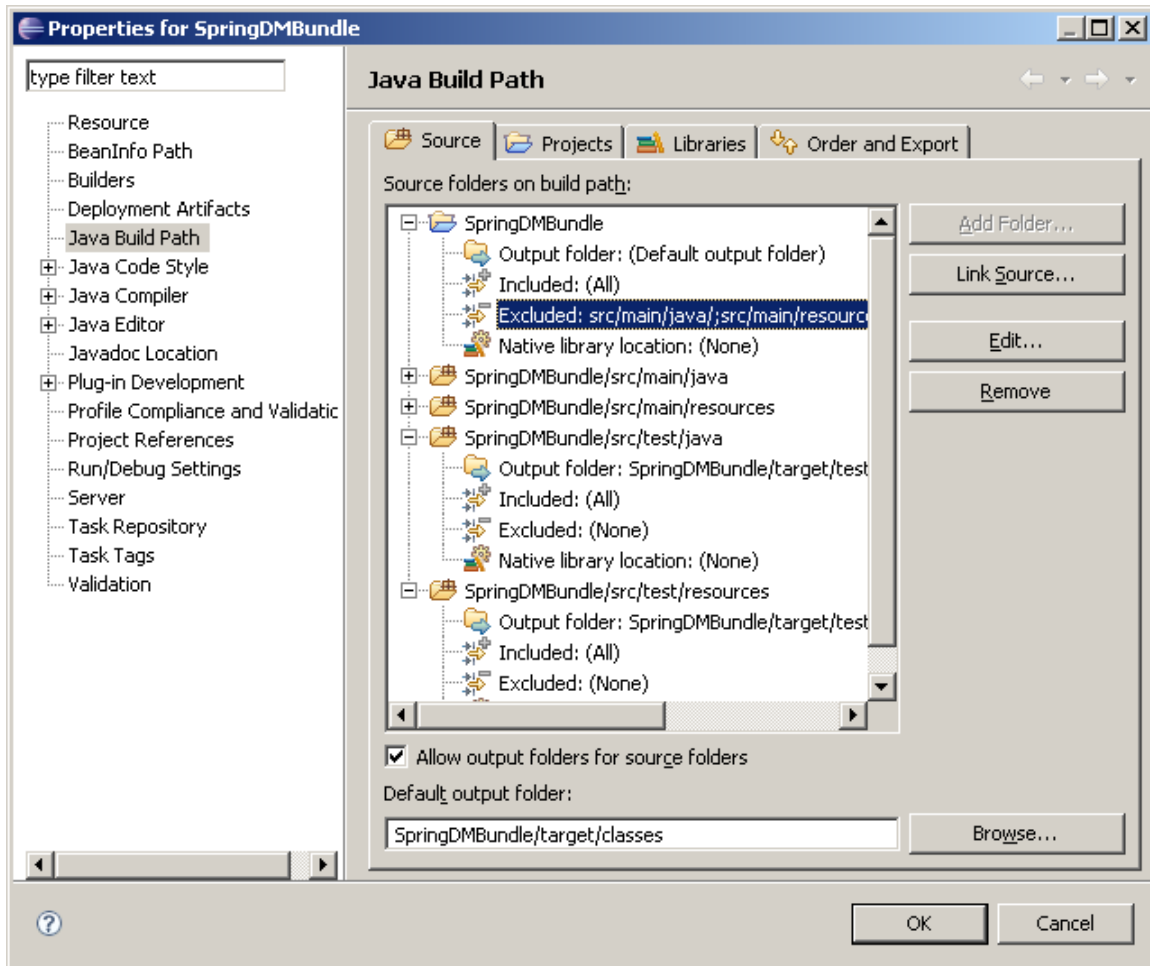 Properties for SpringDMBundle
type filter text
Resource
BeanInfo Path
Builders
Deployment Artifacts
Java Build Path
Java Code Style
Java Compiler
Java Editor
Javadoc Location
Plug-in Development
Profile Compliance and Validatic
Project References
Run/Debug Settings
Server
Task Repository
Task Tags
Validation
Java Build Path
Source
Projects
Libraries
Order and Export
Source folders on build path:
SpringDMBundle
Output folder: (Default output folder)
Included: (All)
Excluded: src/main/java/;src/main/resourc
Native library location: (None)
SpringDMBundle/src/main/java
SpringDMBundle/src/main/resources
SpringDMBundle/src/test/java
Output folder: SpringDMBundle/target/test
Included: (All)
Excluded: (None)
Native library location: (None)
SpringDMBundle/src/test/resources
Output folder: SpringDMBundle/target/test
Included: (All)
Excluded: (None)
Add Folder...
Link Source...
Edit...
Remove
Allow output folders for source folders
Default output folder:
SpringDMBundle/target/classes
Browse...
OK
Cancel